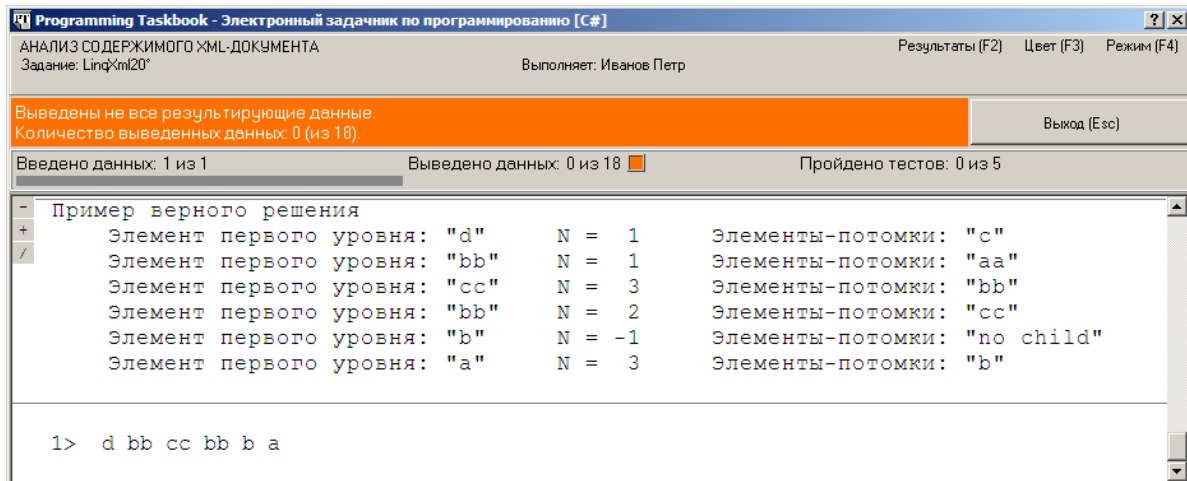 Programming Taskbook - Электронный задачник по программированию [C#]
АНАЛИЗ СОДЕРЖИМОГО XML-ДОКУМЕНТА
Результаты (F2) Цвет (F3) Режим (F4)
Задание: LinqXml20* Выполняет: Иванов Петр
Выведены не все результирующие данные.
Количество выведенных данных: 0 (из 18).
Выход (Esc)
Введено данных: 1 из 1 Выведено данных: 0 из 18 Пройдено тестов: 0 из 5
Пример верного решения
Элемент первого уровня: "d" N = 1 Элементы-потомки: "c"
Элемент первого уровня: "bb" N = 1 Элементы-потомки: "aa"
Элемент первого уровня: "cc" N = 3 Элементы-потомки: "bb"
Элемент первого уровня: "bb" N = 2 Элементы-потомки: "cc"
Элемент первого уровня: "b" N = -1 Элементы-потомки: "no child"
Элемент первого уровня: "a" N = 3 Элементы-потомки: "b"
1> d bb cc bb b a